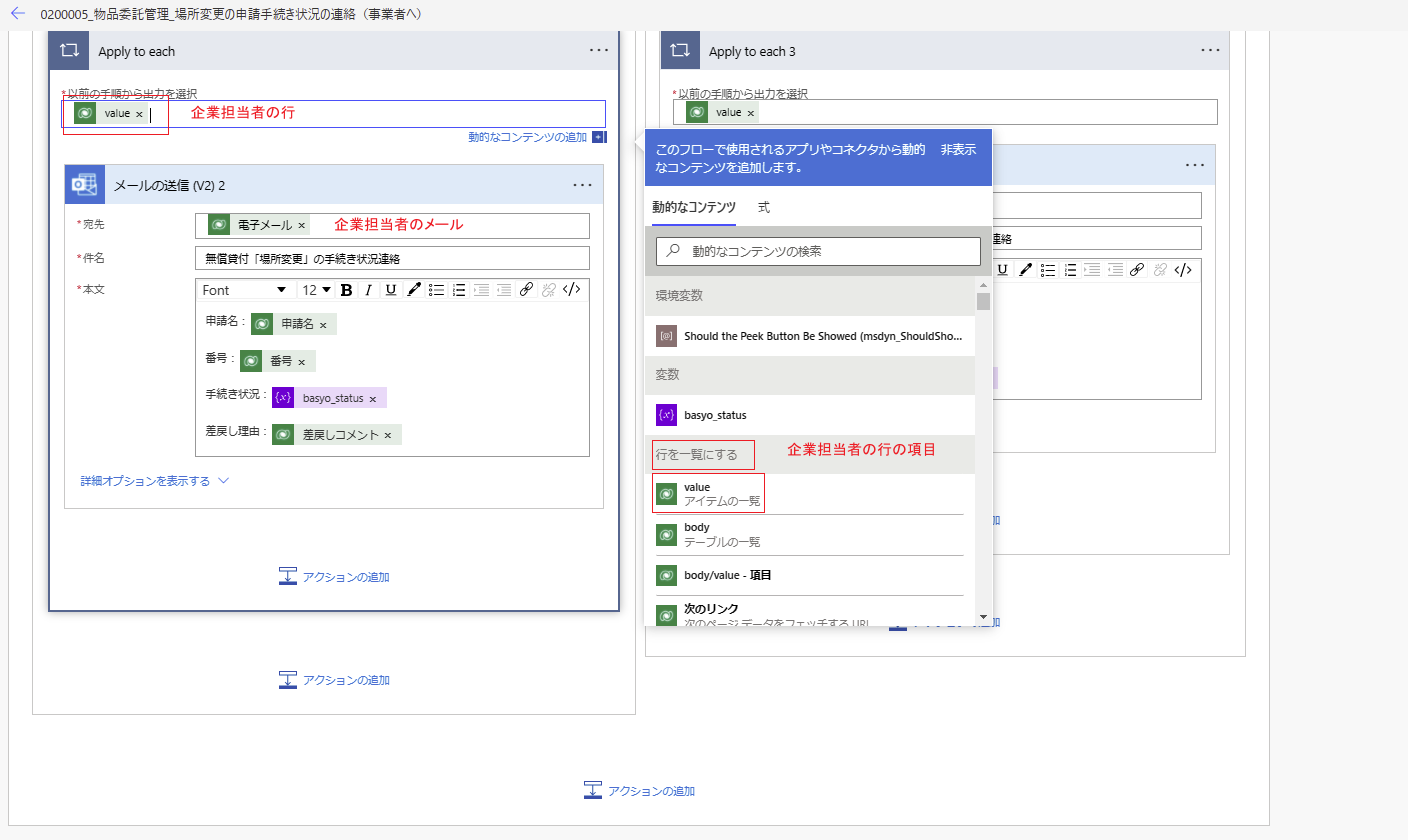 0200005_物品委託管理_場所変更の申請手続き状況の連絡（事業者へ）
Apply to each
*以前の手順から出力を選択
value ×
企業担当者の行
動的なコンテンツの追加
メールの送信 (V2) 2
*宛先
電子メール ×
企業担当者のメール
*件名
無償貸付「場所変更」の手続き状況連絡
*本文
Font
12
B I U </>
申請名： 申請名 ×
番号： 番号 ×
手続き状況： {x} basyo_status ×
差戻し理由： 差戻しコメント ×
詳細オプションを表示する
アクションの追加
アクションの追加
アクションの追加
Apply to each 3
*以前の手順から出力を選択
value ×
連絡
U </>
加
加
このフローで使用されるアプリやコネクタから動的
なコンテンツを追加します。
非表示
動的なコンテンツ
式
動的なコンテンツの検索
環境変数
[@] Should the Peek Button Be Showed (msdyn_ShouldSho...
変数
{x} basyo_status
行を一覧にする
企業担当者の行の項目
value
アイテムの一覧
body
テーブルの一覧
body/value - 項目
次のリンク
次のページ データをフェッチする URL